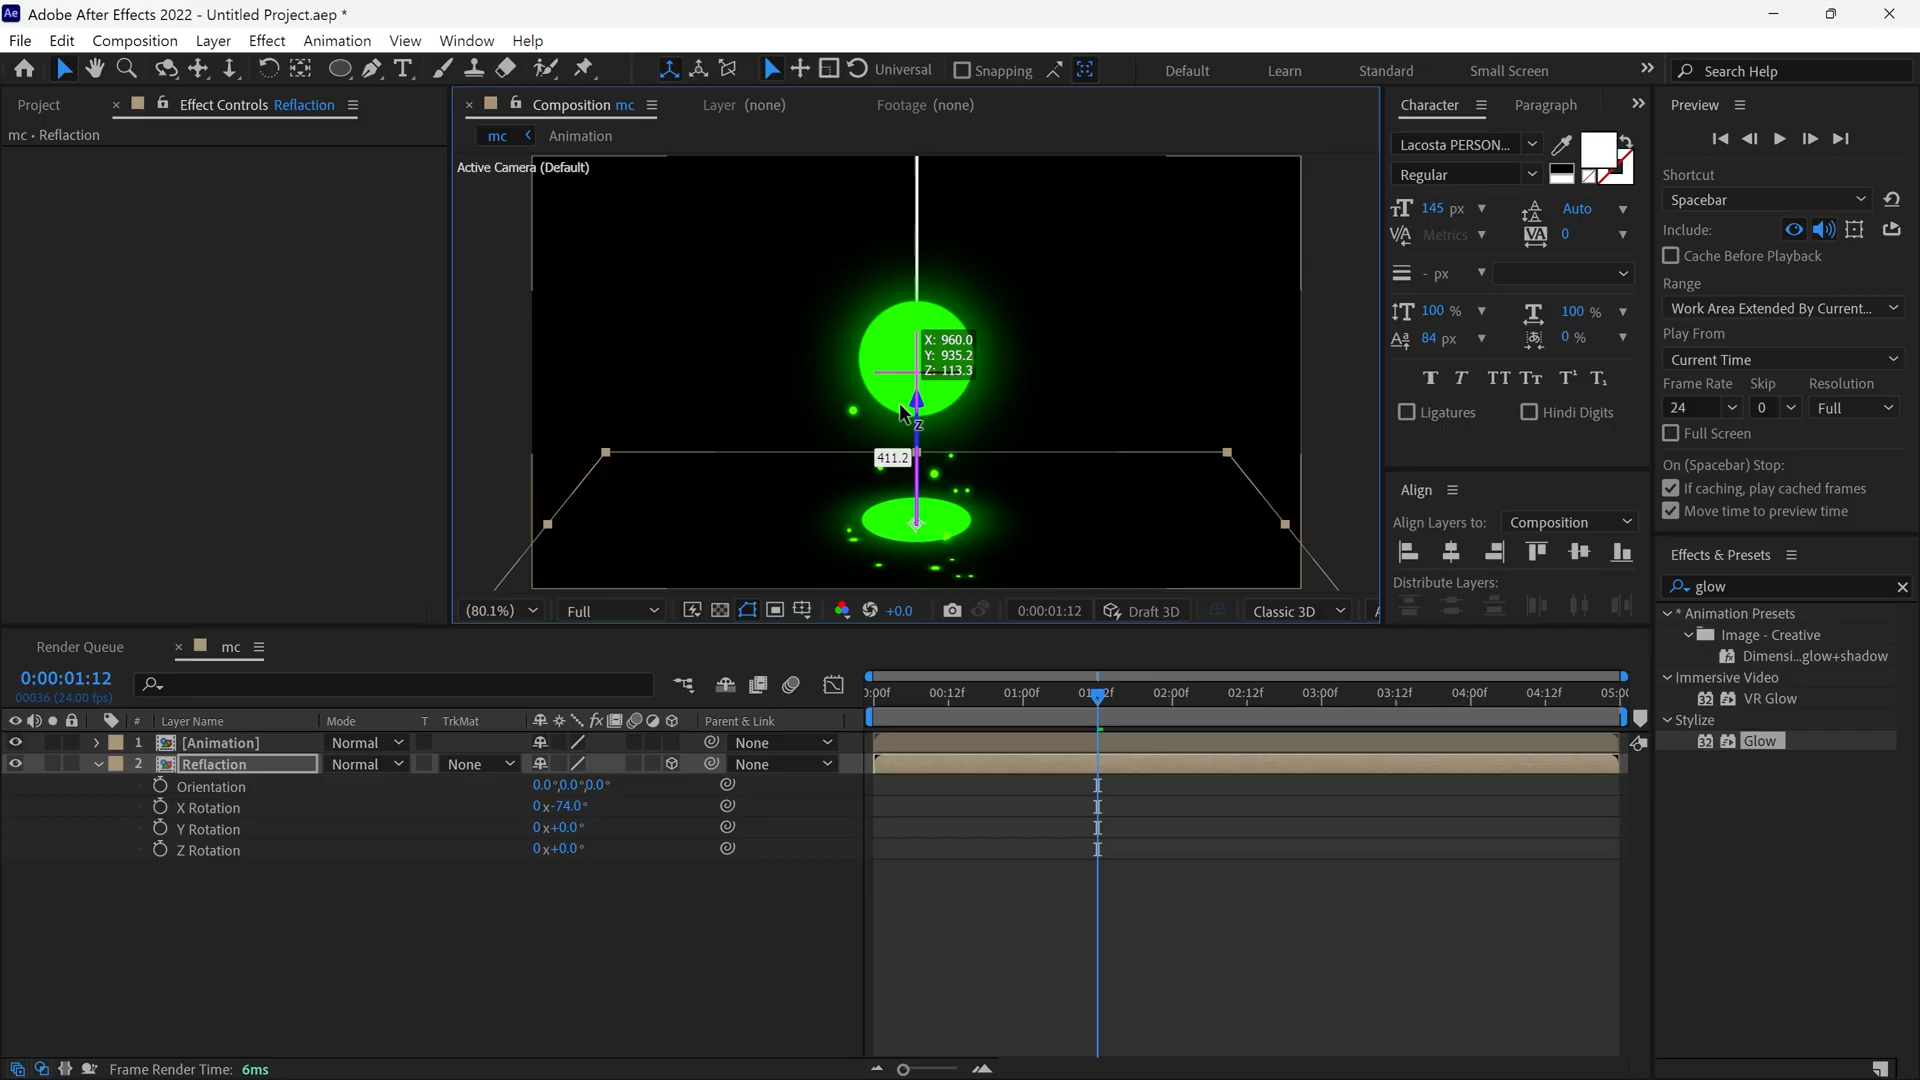 Ae Adobe After Effects 2022 - Untitled Project.aep *
File Edit Composition Layer Effect Animation View Window Help
Universal Snapping Default Learn Standard Small Screen Search Help
Project Effect Controls Reflaction
mc • Reflaction
Composition mc Layer (none) Footage (none)
mc Animation
Active Camera (Default)
X: 960.0
Y: 935.2
Z: 113.3
z
411.2
(80.1%) Full +0.0 0:00:01:12 Draft 3D Classic 3D
Character Paragraph
Lacosta PERSON...
Regular
145 px Auto
Metrics 0
- px
100 % 100 %
84 px 0 %
Ligatures Hindi Digits
Align
Align Layers to: Composition
Distribute Layers:
Preview
Shortcut
Spacebar
Include:
Cache Before Playback
Range
Work Area Extended By Current...
Play From
Current Time
Frame Rate Skip Resolution
24 0 Full
Full Screen
On (Spacebar) Stop:
If caching, play cached frames
Move time to preview time
Effects & Presets
glow
* Animation Presets
Image - Creative
Dimensi...glow+shadow
Immersive Video
VR Glow
Stylize
Glow
Render Queue mc
0:00:01:12
00036 (24.00 fps)
# Layer Name Mode T TrkMat Parent & Link
1 [Animation] Normal None
2 Reflaction Normal None None
Orientation 0.0°,0.0°,0.0°
X Rotation 0x-74.0°
Y Rotation 0x+0.0°
Z Rotation 0x+0.0°
00:12f 01:00f 02:00f 02:12f 03:00f 03:12f 04:00f 04:12f
Frame Render Time: 6ms